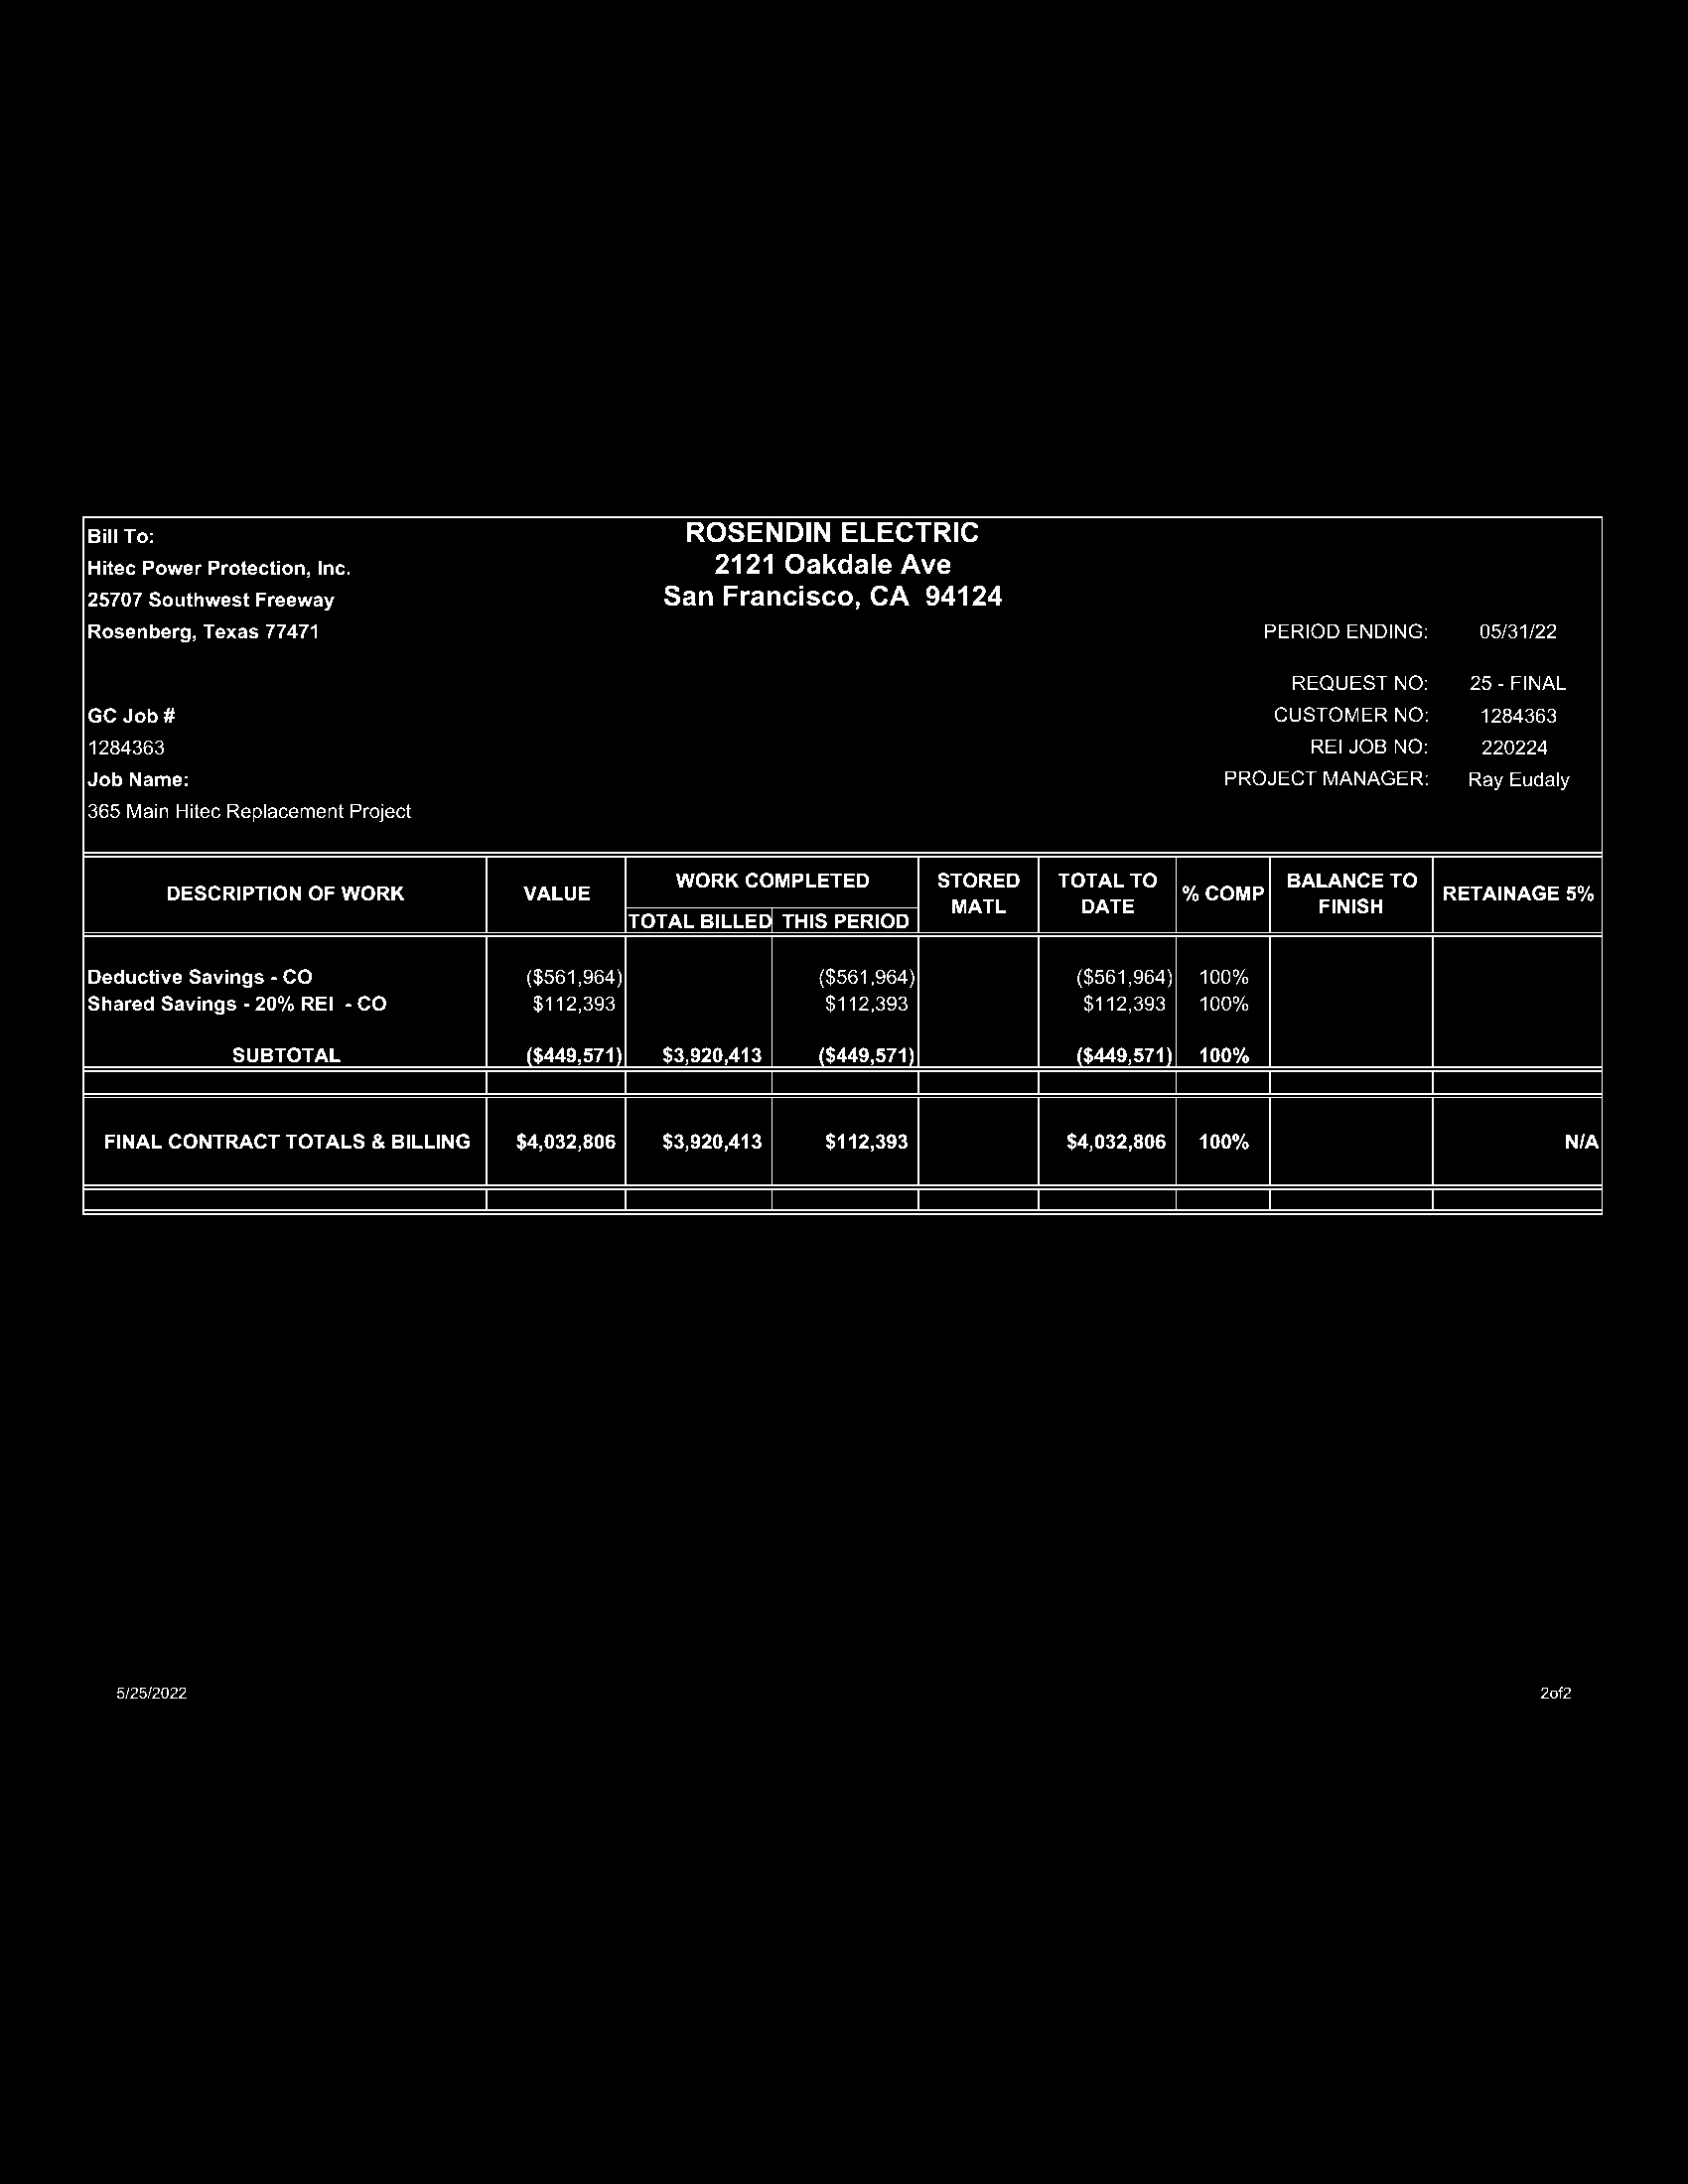 Bill To:
ROSENDIN ELECTRIC
Hitec Power Protection, Inc.
2121 Oakdale Ave
25707 Southwest Freeway
San Francisco, CA  94124
Rosenberg, Texas 77471
PERIOD ENDING: 05/31/22
REQUEST NO: 25 - FINAL
GC Job #
CUSTOMER NO: 1284363
1284363
REI JOB NO: 220224
Job Name:
PROJECT MANAGER: Ray Eudaly
365 Main Hitec Replacement Project
DESCRIPTION OF WORK VALUE WORK COMPLETED STORED MATL TOTAL TO DATE % COMP BALANCE TO FINISH RETAINAGE 5%
TOTAL BILLED THIS PERIOD
Deductive Savings - CO ($561,964) ($561,964) ($561,964) 100%
Shared Savings - 20% REI  - CO $112,393 $112,393 $112,393 100%
SUBTOTAL ($449,571) $3,920,413 ($449,571) ($449,571) 100%
FINAL CONTRACT TOTALS & BILLING $4,032,806 $3,920,413 $112,393 $4,032,806 100% N/A
5/25/2022 2of2